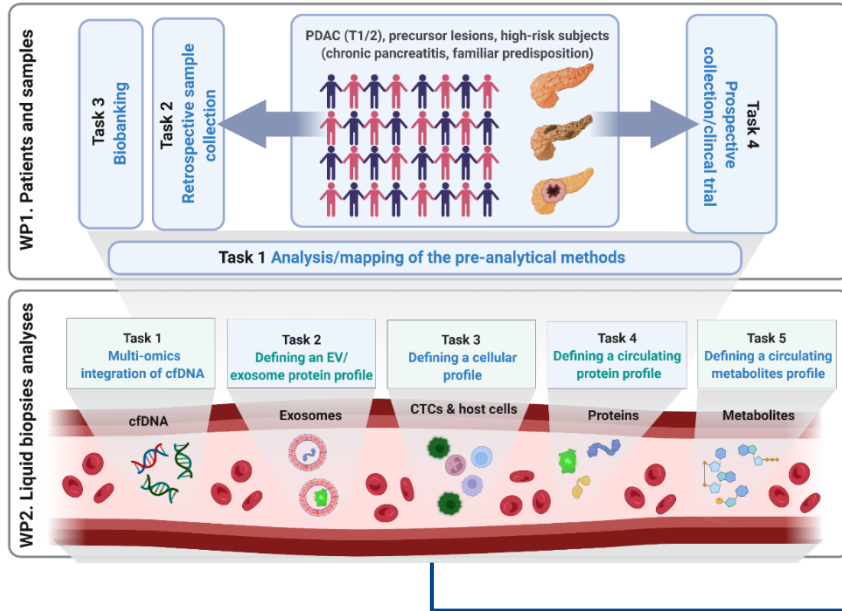 WP1. Patients and samples
Task 3
Biobanking
Task 2
Retrospective sample
collection
PDAC (T1/2), precursor lesions, high-risk subjects
(chronic pancreatitis, familiar predisposition)
Task 4
Prospective
collection/clincal trial
Task 1 Analysis/mapping of the pre-analytical methods
WP2. Liquid biopsies analyses
Task 1
Multi-omics
integration of cfDNA
Task 2
Defining an EV/
exosome protein profile
Task 3
Defining a cellular
profile
Task 4
Defining a circulating
protein profile
Task 5
Defining a circulating
metabolites profile
cfDNA
Exosomes
CTCs & host cells
Proteins
Metabolites